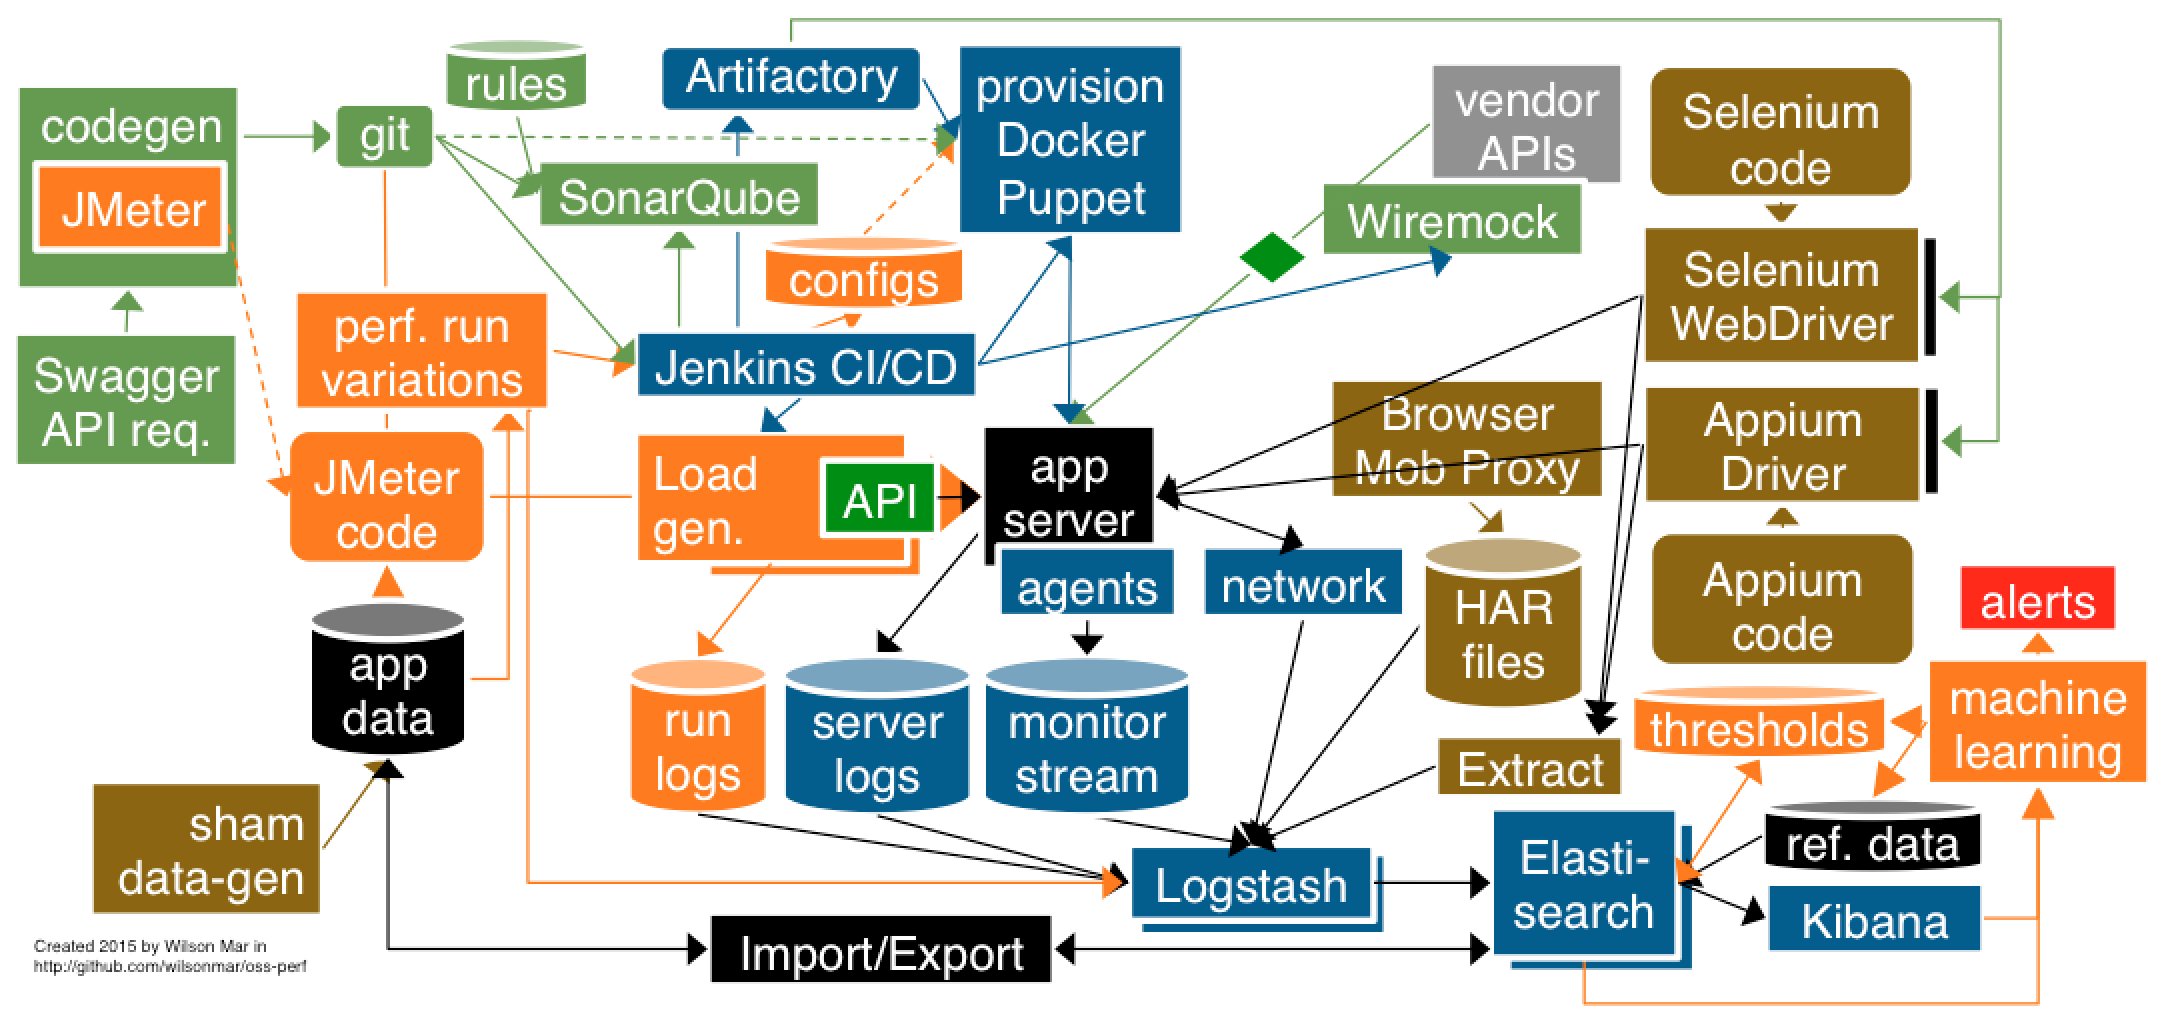 rules
Artifactory
provision
Docker
Puppet
vendor
APIs
Selenium
code
codegen
JMeter
git
SonarQube
Wiremock
configs
Selenium
WebDriver
perf. run
variations
Jenkins CI/CD
Swagger
API req.
Browser
Mob Proxy
Appium
Driver
JMeter
code
Load
gen.
API
app
server
agents
network
HAR
files
Appium
code
alerts
app
data
run
logs
server
logs
monitor
stream
Extract
thresholds
machine
learning
sham
data-gen
Logstash
Elasti-
search
ref. data
Kibana
Import/Export
Created 2015 by Wilson Mar in
http://github.com/wilsonmar/oss-perf